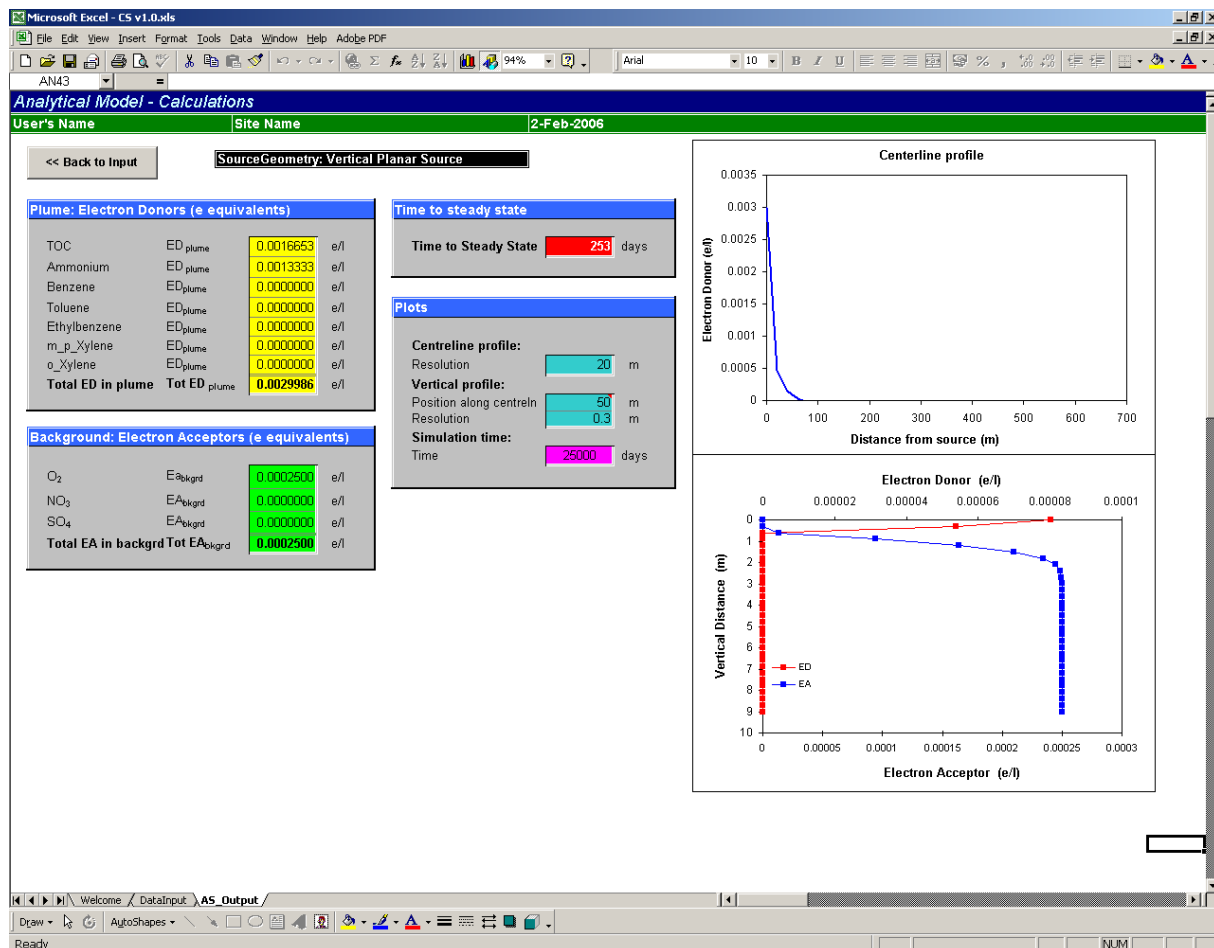 Microsoft Excel - CS v1.0.xls
File Edit View Insert Format Tools Data Window Help Adobe PDF
94% Arial 10 B I U
AN43 =
Analytical Model - Calculations
User's Name Site Name 2-Feb-2006
<< Back to Input
SourceGeometry: Vertical Planar Source
Plume: Electron Donors (e equivalents)
TOC ED plume 0.0016653 e/l
Ammonium ED plume 0.0013333 e/l
Benzene EDplume 0.0000000 e/l
Toluene EDplume 0.0000000 e/l
Ethylbenzene EDplume 0.0000000 e/l
m_p_Xylene EDplume 0.0000000 e/l
o_Xylene EDplume 0.0000000 e/l
Total ED in plume Tot ED plume 0.0029986 e/l
Background: Electron Acceptors (e equivalents)
O2 Eabkgrd 0.0002500 e/l
NO3 EAbkgrd 0.0000000 e/l
SO4 EAbkgrd 0.0000000 e/l
Total EA in backgrd Tot EAbkgrd 0.0002500 e/l
Time to steady state
Time to Steady State 253 days
Plots
Centreline profile:
Resolution 20 m
Vertical profile:
Position along centreln 50 m
Resolution 0.3 m
Simulation time:
Time 25000 days
Centerline profile
Electron Donor (e/l)
0.0035
0.003
0.0025
0.002
0.0015
0.001
0.0005
0
0 100 200 300 400 500 600 700
Distance from source (m)
Electron Donor (e/l)
0 0.00002 0.00004 0.00006 0.00008 0.0001
Vertical Distance (m)
0
1
2
3
4
5
6
7
8
9
10
ED
EA
0 0.00005 0.0001 0.00015 0.0002 0.00025 0.0003
Electron Acceptor (e/l)
Welcome DataInput AS_Output
Draw AutoShapes
Ready NUM